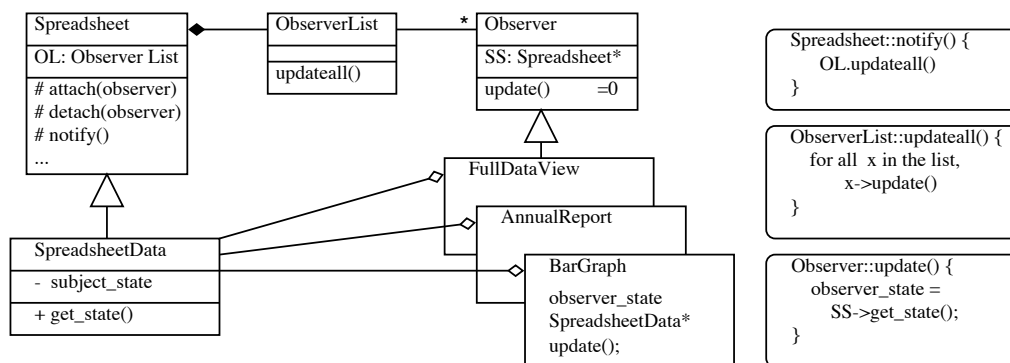 Spreadsheet
OL: Observer List
# attach(observer)
# detach(observer)
# notify()
...
ObserverList
updateall()
*
Observer
SS: Spreadsheet*
update() =0
FullDataView
AnnualReport
BarGraph
observer_state
SpreadsheetData*
update();
SpreadsheetData
- subject_state
+ get_state()
Spreadsheet::notify() {
OL.updateall()
}
ObserverList::updateall() {
for all x in the list,
x->update()
}
Observer::update() {
observer_state =
SS->get_state();
}